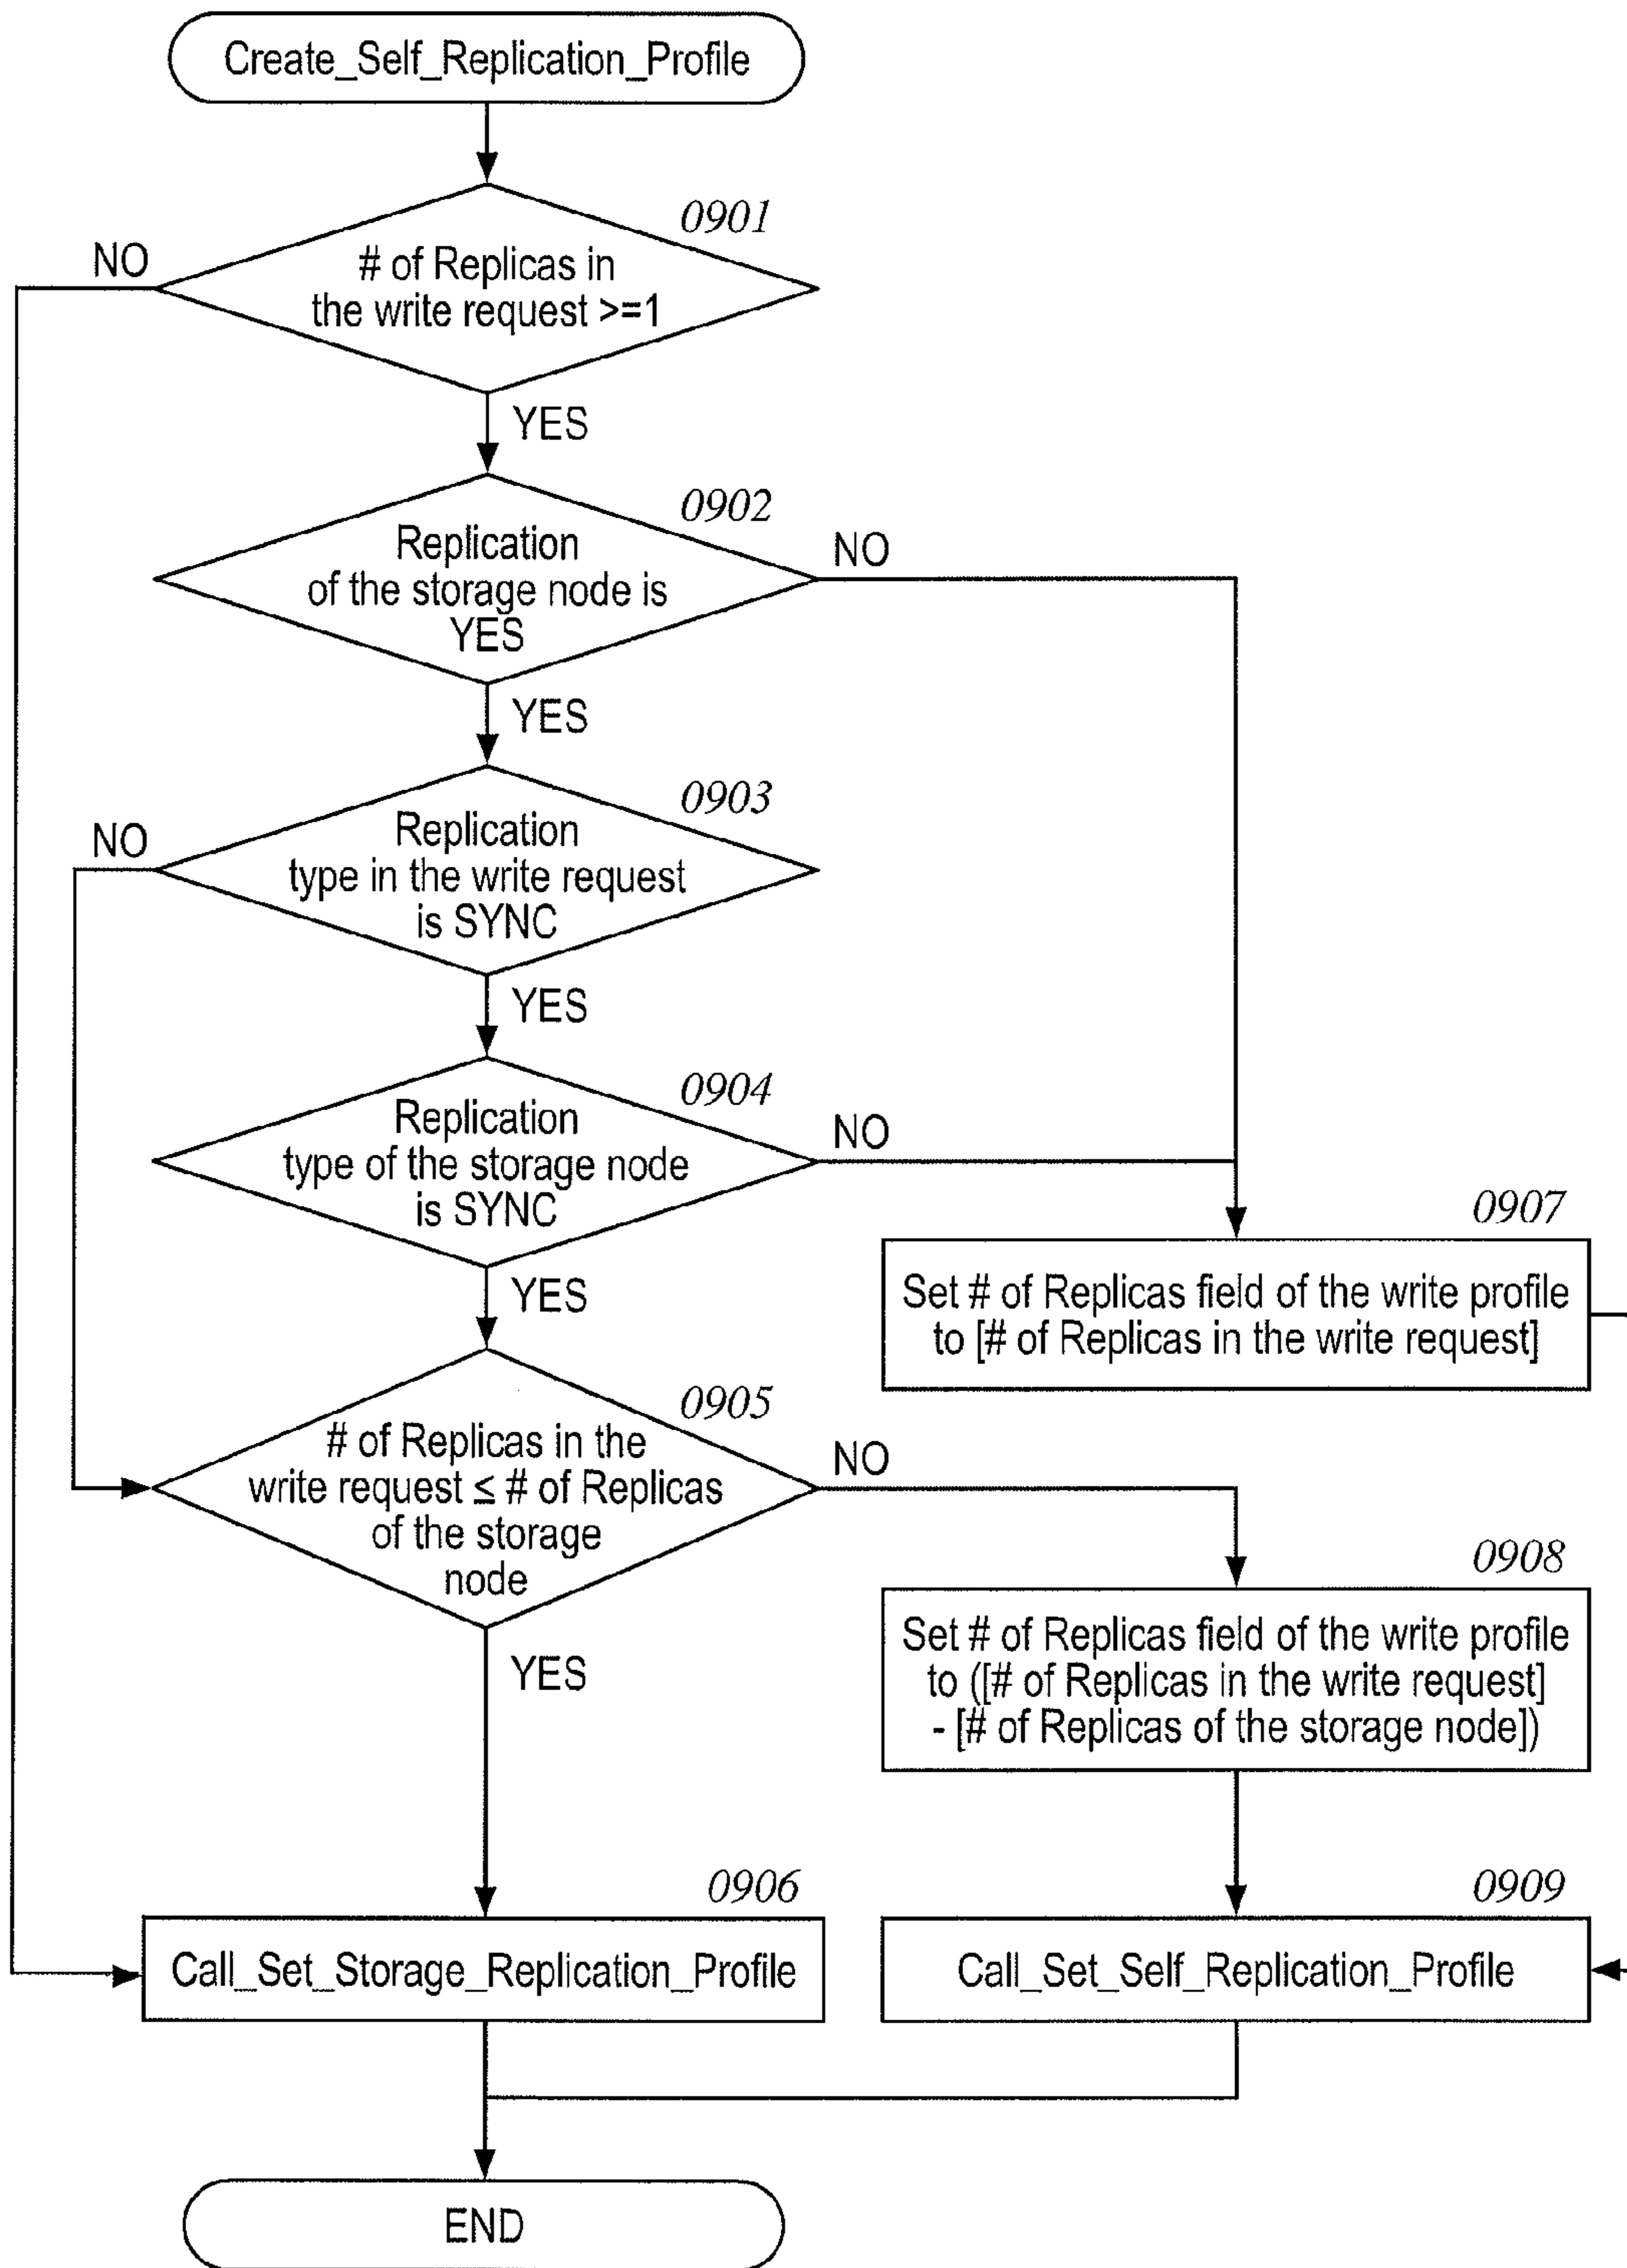 Create_Self_Replication_Profile
0901
NO
# of Replicas in
the write request >=1
YES
0902
Replication
of the storage node is
YES
NO
YES
0903
NO
Replication
type in the write request
is SYNC
YES
0904
Replication
type of the storage node
is SYNC
NO
YES
0907
Set # of Replicas field of the write profile
to [# of Replicas in the write request]
0905
# of Replicas in the
write request ≤ # of Replicas
of the storage
node
NO
YES
0908
Set # of Replicas field of the write profile
to ([# of Replicas in the write request]
- [# of Replicas of the storage node])
0906
Call_Set_Storage_Replication_Profile
0909
Call_Set_Self_Replication_Profile
END